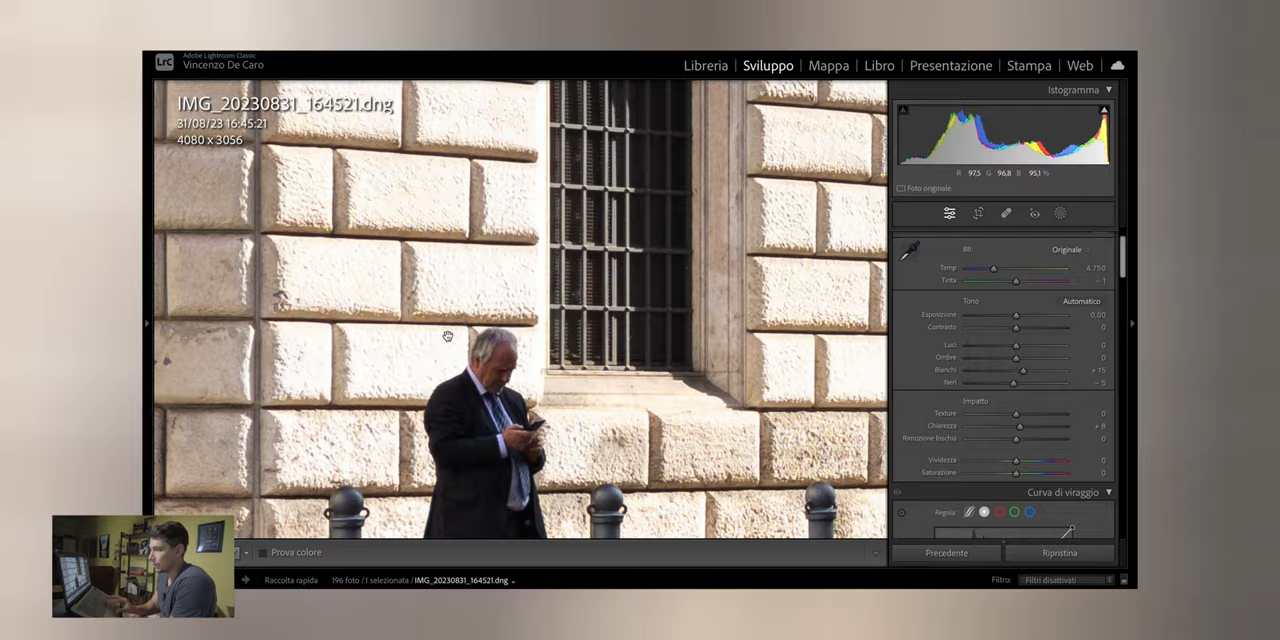 LrC
Adobe Lightroom Classic
Vincenzo De Caro
Libreria | Sviluppo | Mappa | Libro | Presentazione | Stampa | Web
IMG_20230831_164521.dng
31/08/23 16:45:21
4080 x 3056
Istogramma
R 97,5 G 96,8 B 95,1 %
Foto originale
BB: Originale
Temp 4.750
Tinta - 1
Tono Automatico
Esposizione 0,00
Contrasto 0
Luci 0
Ombre 0
Bianchi + 15
Neri - 5
Impatto
Texture 0
Chiarezza + 8
Rimozione foschia 0
Vividezza 0
Saturazione 0
Curva di viraggio
Regola:
Precedente Ripristina
Prova colore
Raccolta rapida 196 foto / 1 selezionata / IMG_20230831_164521.dng
Filtro: Filtri disattivati